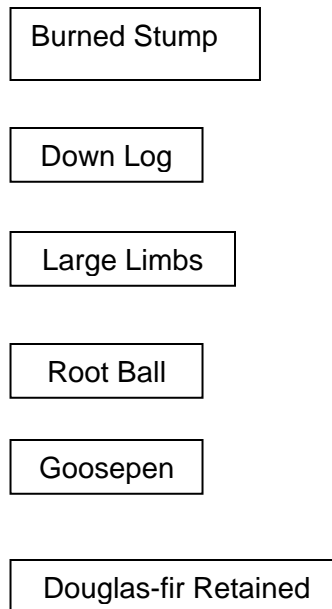 Burned Stump
Down Log
Large Limbs
Root Ball
Goosepen
Douglas-fir Retained